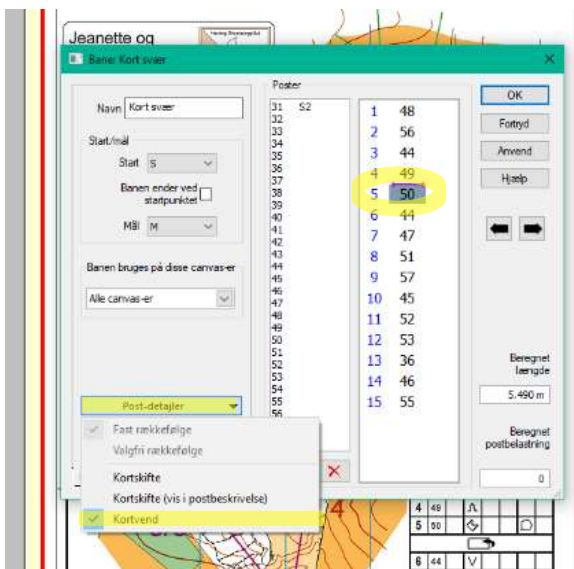 Jeanette og
Bane: Kort svær
Navn Kort svær
Start/mål
Start S
Banen ender ved startpunktet
Mål M
Banen bruges på disse canvas-er
Alle canvas-er
Post-detajler
Fast rækkefølge
Valgfri rækkefølge
Kortskifte
Kortskifte (vis i postbeskrivelse)
Kortvend
Poster
31 S2
32
33
34
35
36
37
38
39
40
41
42
43
44
45
46
47
48
49
50
51
52
53
54
55
56
1 48
2 56
3 44
4 49
5 50
6 44
7 47
8 51
9 57
10 45
11 52
12 53
13 36
14 46
15 55
OK
Fortryd
Anvend
Hjælp
Beregnet
længde
5.490 m
Beregnet
postbelastning
0
4
4 49
5 50
6 44